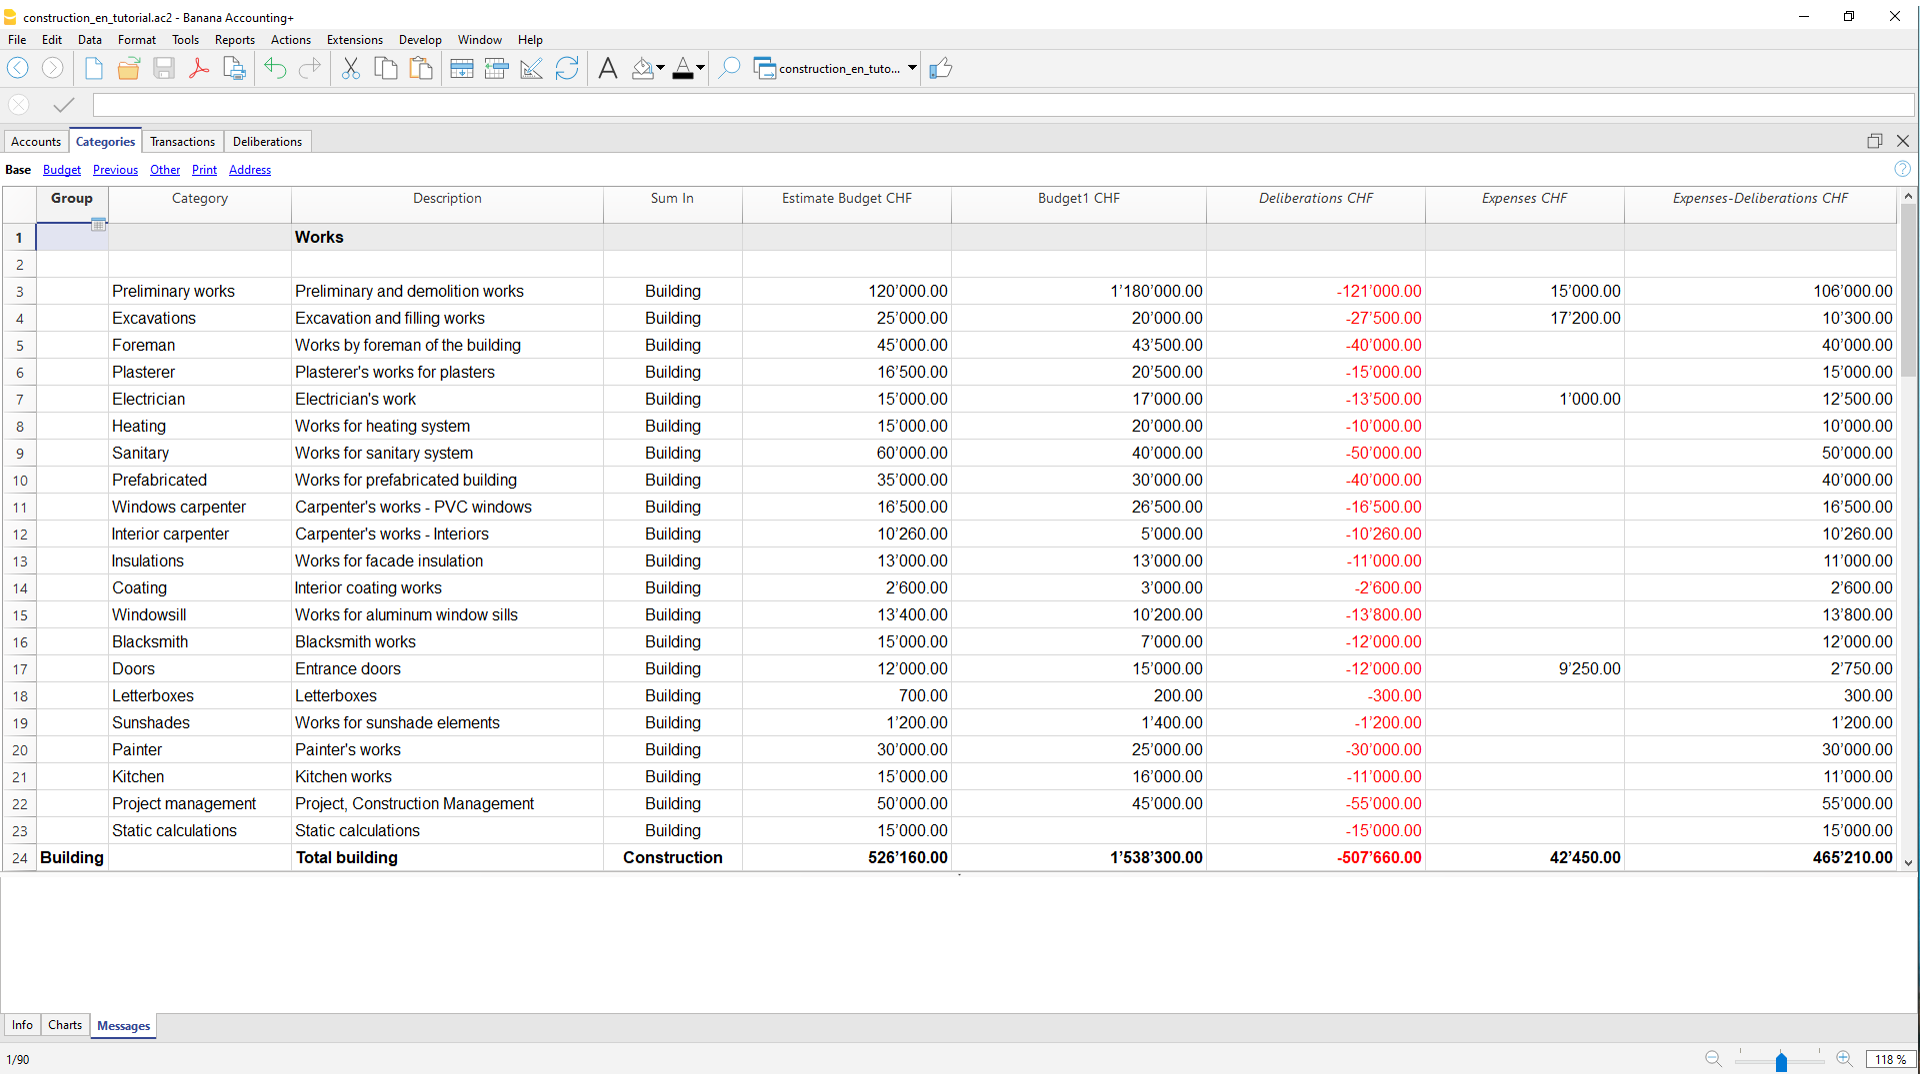 construction_en_tutorial.ac2 - Banana Accounting+
File Edit Data Format Tools Reports Actions Extensions Develop Window Help
construction_en_tuto...
Accounts Categories Transactions Deliberations
Base Budget Previous Other Print Address
Group Category Description Sum In Estimate Budget CHF Budget1 CHF Deliberations CHF Expenses CHF Expenses-Deliberations CHF
1 Works
2
3 Preliminary works Preliminary and demolition works Building 120’000.00 1’180’000.00 -121’000.00 15’000.00 106’000.00
4 Excavations Excavation and filling works Building 25’000.00 20’000.00 -27’500.00 17’200.00 10’300.00
5 Foreman Works by foreman of the building Building 45’000.00 43’500.00 -40’000.00 40’000.00
6 Plasterer Plasterer's works for plasters Building 16’500.00 20’500.00 -15’000.00 15’000.00
7 Electrician Electrician's work Building 15’000.00 17’000.00 -13’500.00 1’000.00 12’500.00
8 Heating Works for heating system Building 15’000.00 20’000.00 -10’000.00 10’000.00
9 Sanitary Works for sanitary system Building 60’000.00 40’000.00 -50’000.00 50’000.00
10 Prefabricated Works for prefabricated building Building 35’000.00 30’000.00 -40’000.00 40’000.00
11 Windows carpenter Carpenter's works - PVC windows Building 16’500.00 26’500.00 -16’500.00 16’500.00
12 Interior carpenter Carpenter's works - Interiors Building 10’260.00 5’000.00 -10’260.00 10’260.00
13 Insulations Works for facade insulation Building 13’000.00 13’000.00 -11’000.00 11’000.00
14 Coating Interior coating works Building 2’600.00 3’000.00 -2’600.00 2’600.00
15 Windowsill Works for aluminum window sills Building 13’400.00 10’200.00 -13’800.00 13’800.00
16 Blacksmith Blacksmith works Building 15’000.00 7’000.00 -12’000.00 12’000.00
17 Doors Entrance doors Building 12’000.00 15’000.00 -12’000.00 9’250.00 2’750.00
18 Letterboxes Letterboxes Building 700.00 200.00 -300.00 300.00
19 Sunshades Works for sunshade elements Building 1’200.00 1’400.00 -1’200.00 1’200.00
20 Painter Painter's works Building 30’000.00 25’000.00 -30’000.00 30’000.00
21 Kitchen Kitchen works Building 15’000.00 16’000.00 -11’000.00 11’000.00
22 Project management Project, Construction Management Building 50’000.00 45’000.00 -55’000.00 55’000.00
23 Static calculations Static calculations Building 15’000.00 -15’000.00 15’000.00
24 Building Total building Construction 526’160.00 1’538’300.00 -507’660.00 42’450.00 465’210.00
Info Charts Messages
1/90 118 %